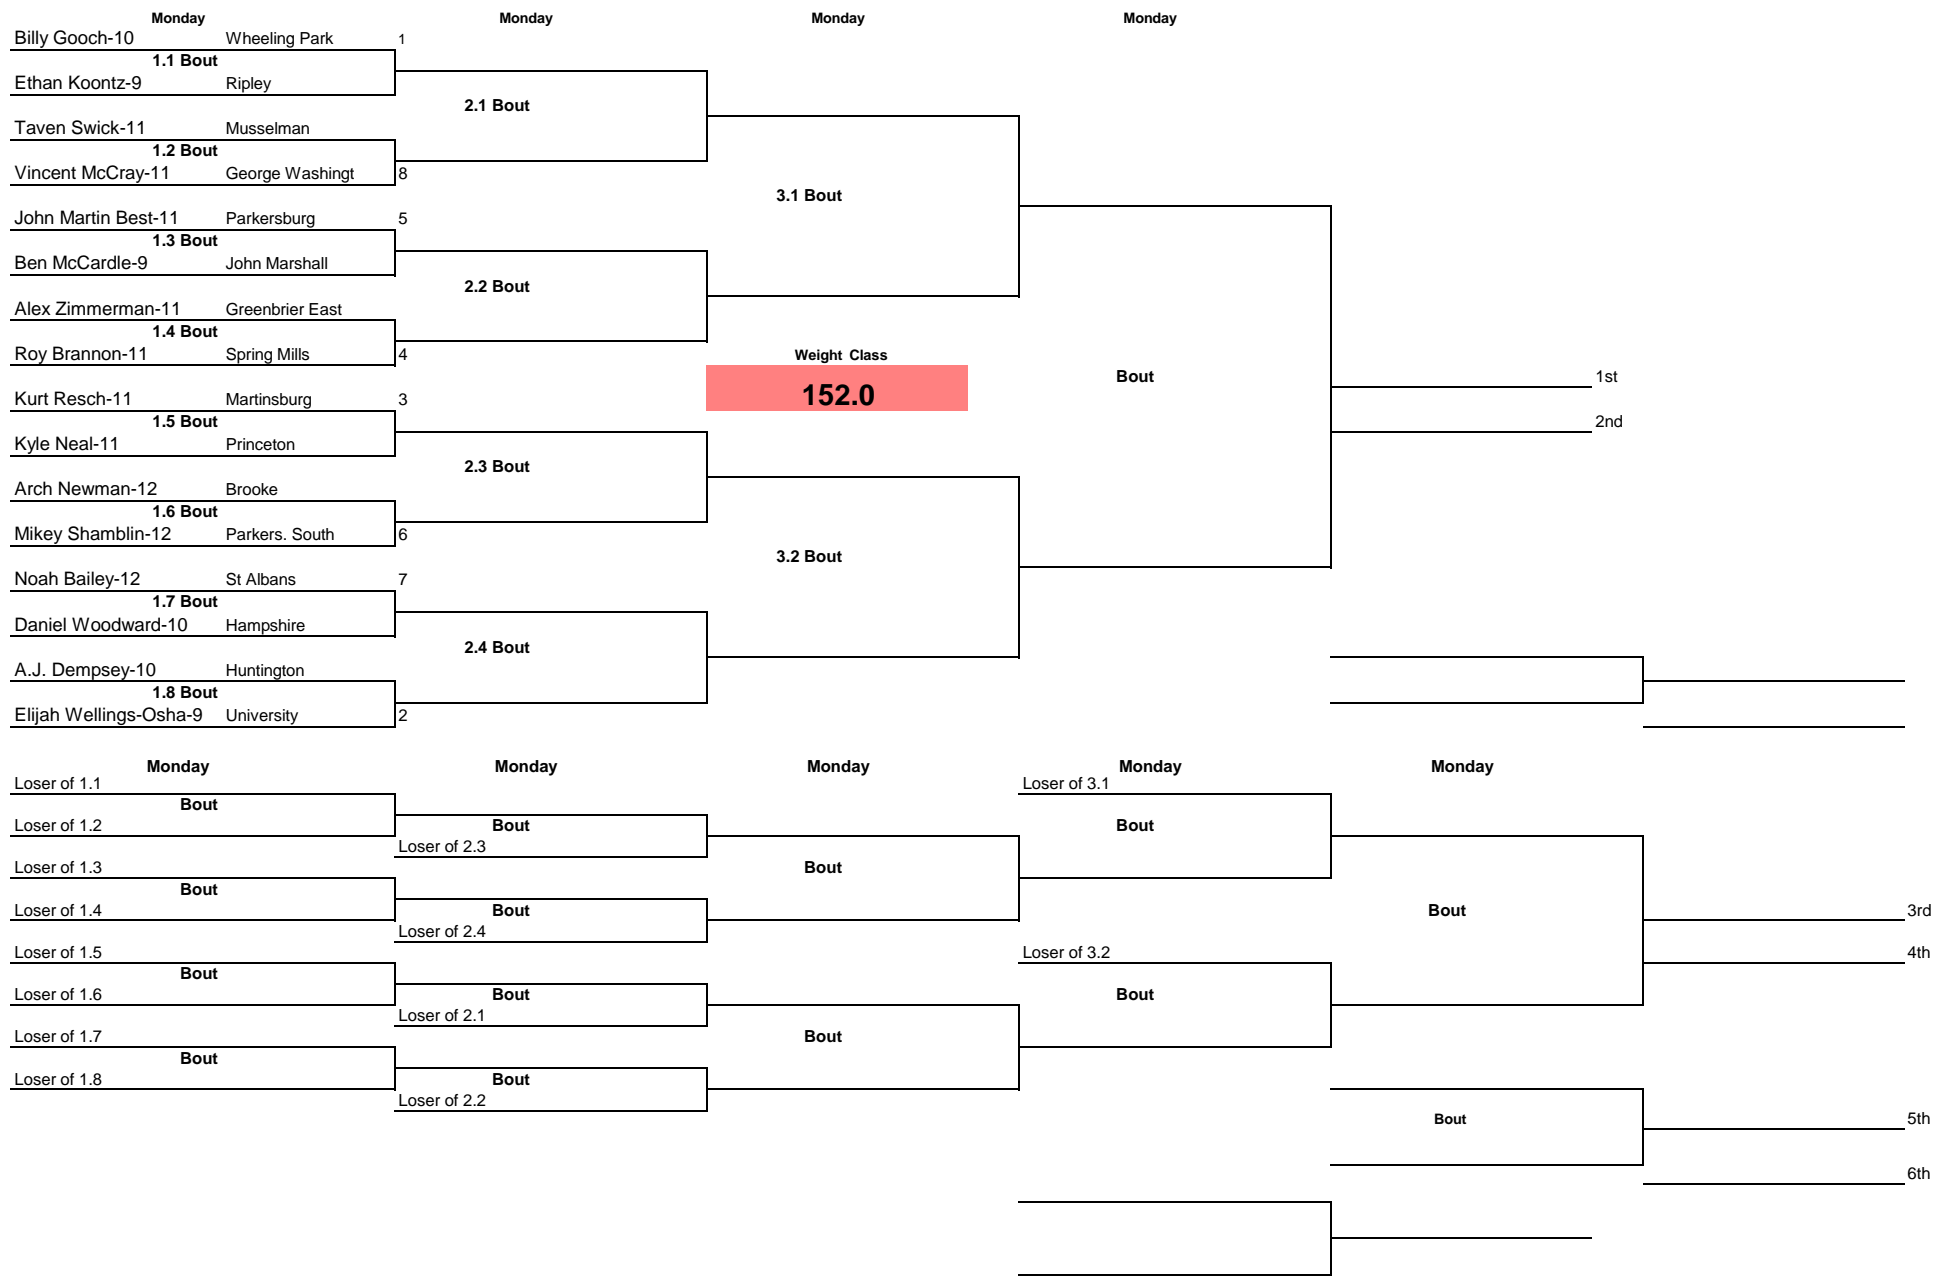 Monday Monday Monday Monday
Billy Gooch-10 Wheeling Park 1
1.1 Bout
Ethan Koontz-9 Ripley
2.1 Bout
Taven Swick-11 Musselman
1.2 Bout
Vincent McCray-11 George Washingt 8
3.1 Bout
John Martin Best-11 Parkersburg 5
1.3 Bout
Ben McCardle-9 John Marshall
2.2 Bout
Alex Zimmerman-11 Greenbrier East
1.4 Bout
Roy Brannon-11 Spring Mills 4
Weight Class
Bout 1st
152.0
Kurt Resch-11 Martinsburg 3
1.5 Bout 2nd
Kyle Neal-11 Princeton
2.3 Bout
Arch Newman-12 Brooke
1.6 Bout
Mikey Shamblin-12 Parkers. South 6
3.2 Bout
Noah Bailey-12 St Albans 7
1.7 Bout
Daniel Woodward-10 Hampshire
2.4 Bout
A.J. Dempsey-10 Huntington
1.8 Bout
Elijah Wellings-Osha-9 University 2
Monday Monday Monday Monday Monday
Loser of 1.1 Loser of 3.1
Bout
Loser of 1.2 Bout Bout
Loser of 2.3
Loser of 1.3 Bout
Bout
Loser of 1.4 Bout Bout 3rd
Loser of 2.4
Loser of 1.5 Loser of 3.2 4th
Bout
Loser of 1.6 Bout Bout
Loser of 2.1
Loser of 1.7 Bout
Bout
Loser of 1.8 Bout
Loser of 2.2
Bout 5th
6th